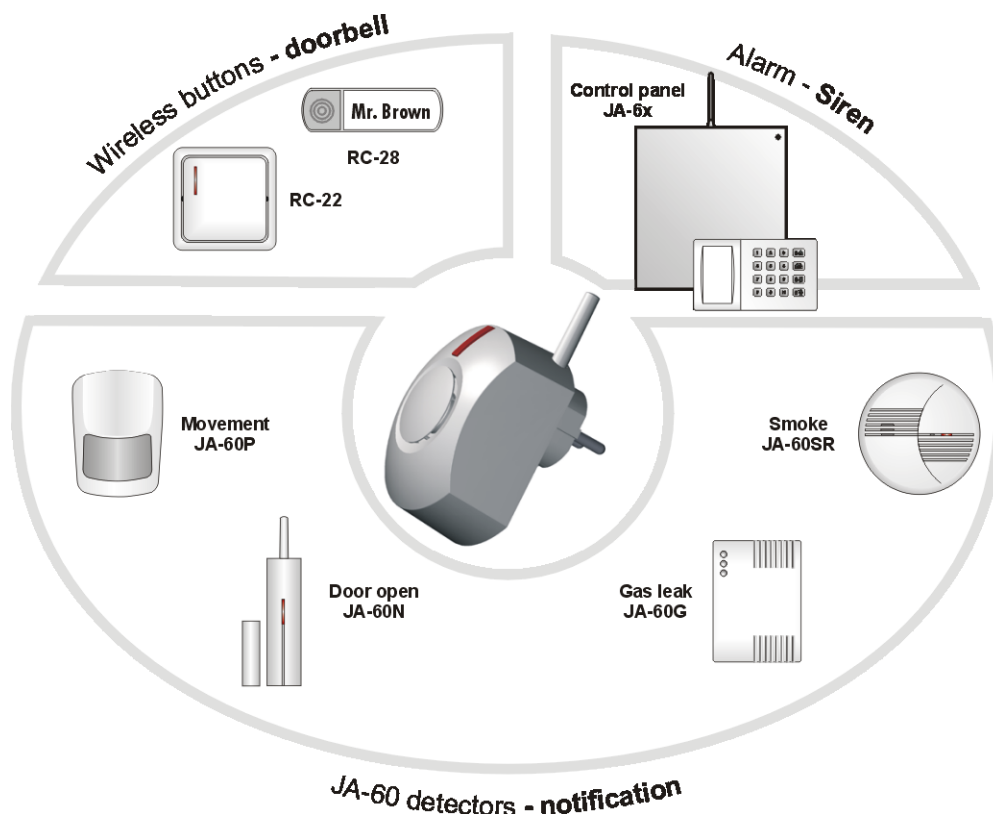 Wireless buttons - doorbell
Mr. Brown
RC-28
RC-22
Alarm - Siren
Control panel
JA-6x
Movement
JA-60P
Door open
JA-60N
Smoke
JA-60SR
Gas leak
JA-60G
JA-60 detectors - notification